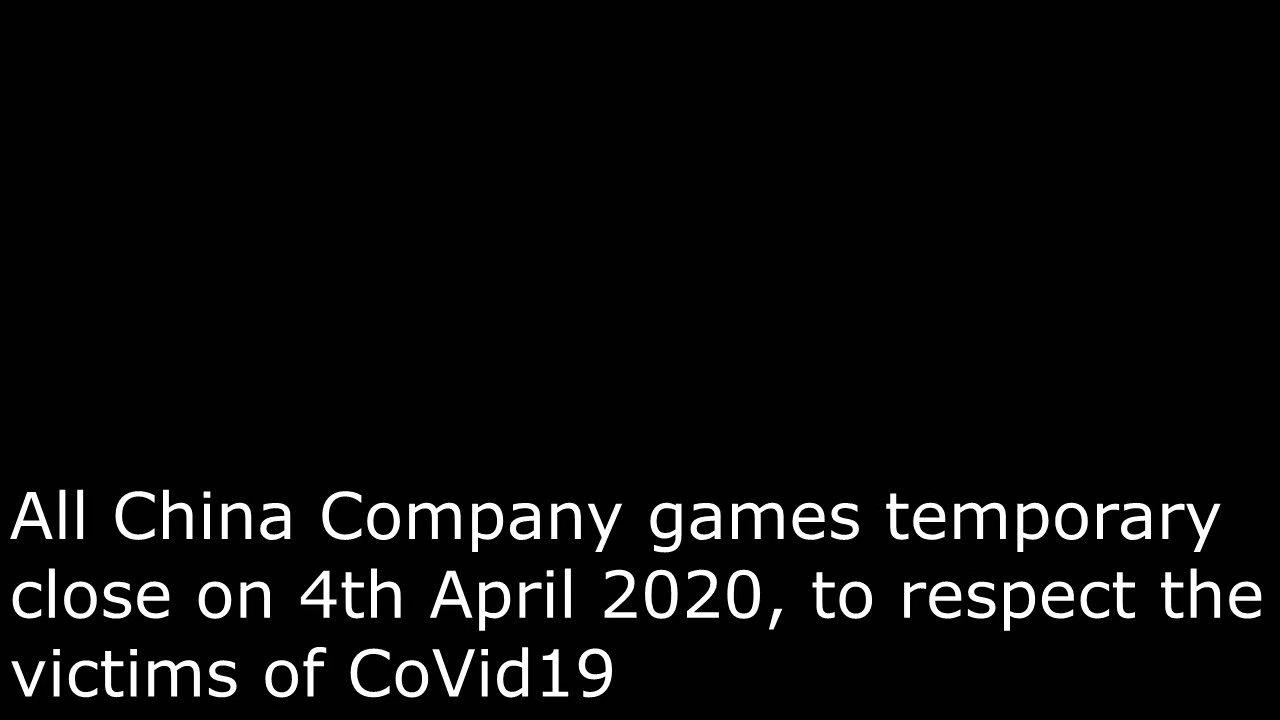 All China Company games temporary
close on 4th April 2020, to respect the
victims of CoVid19